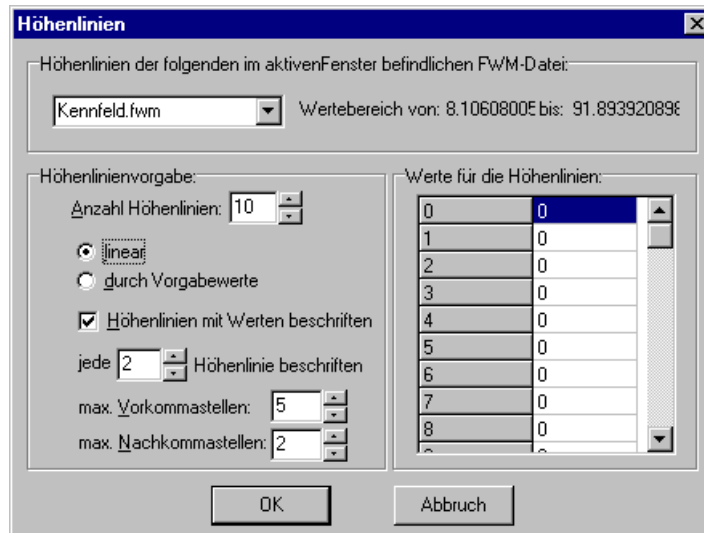 Höhenlinien
Höhenlinien der folgenden im aktivenFenster befindlichen FWM-Datei:
Kennfeld.fwm Wertebereich von: 8.10608005 bis: 91.893920898
Höhenlinienvorgabe:
Anzahl Höhenlinien: 10
linear
durch Vorgabewerte
Höhenlinien mit Werten beschriften
jede 2 Höhenlinie beschriften
max. Vorkommastellen: 5
max. Nachkommastellen: 2
Werte für die Höhenlinien:
0 0
1 0
2 0
3 0
4 0
5 0
6 0
7 0
8 0
OK Abbruch